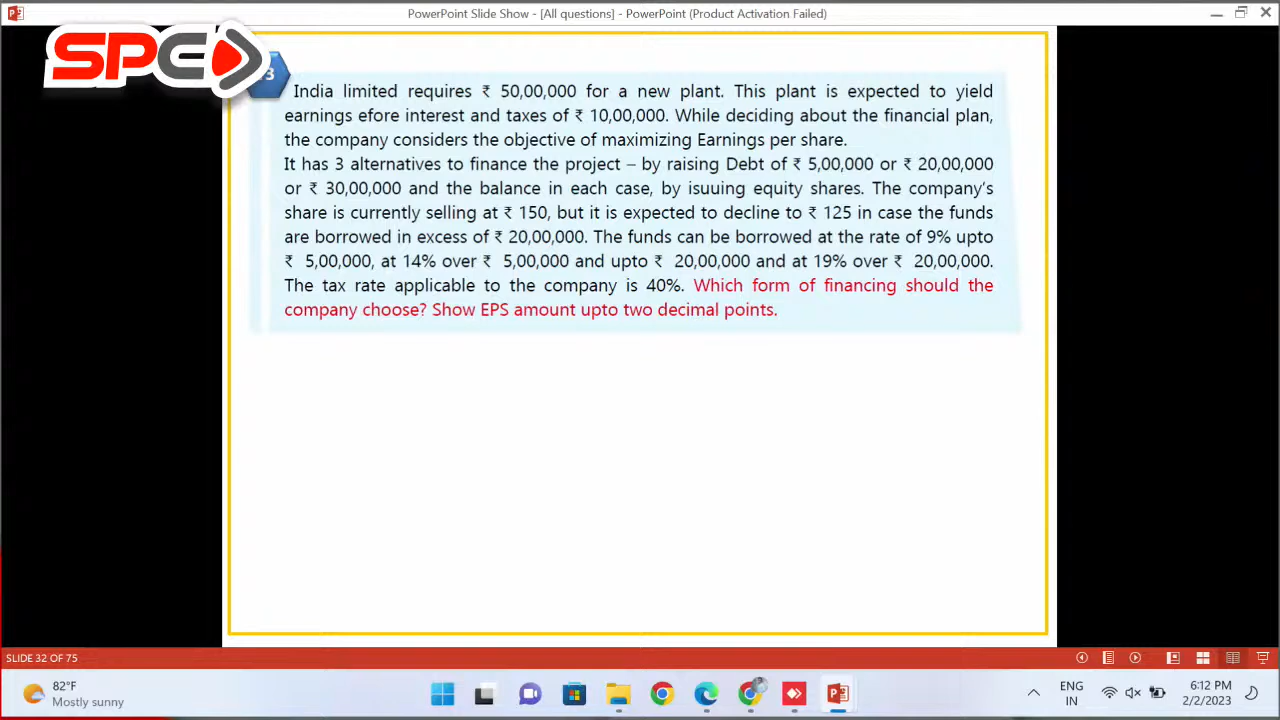 PowerPoint Slide Show - [All questions] - PowerPoint (Product Activation Failed)
SPE
3
India limited requires ₹ 50,00,000 for a new plant. This plant is expected to yield
earnings efore interest and taxes of ₹ 10,00,000. While deciding about the financial plan,
the company considers the objective of maximizing Earnings per share.
It has 3 alternatives to finance the project – by raising Debt of ₹ 5,00,000 or ₹ 20,00,000
or ₹ 30,00,000 and the balance in each case, by isuuing equity shares. The company's
share is currently selling at ₹ 150, but it is expected to decline to ₹ 125 in case the funds
are borrowed in excess of ₹ 20,00,000. The funds can be borrowed at the rate of 9% upto
₹ 5,00,000, at 14% over ₹ 5,00,000 and upto ₹ 20,00,000 and at 19% over ₹ 20,00,000.
The tax rate applicable to the company is 40%. Which form of financing should the
company choose? Show EPS amount upto two decimal points.
SLIDE 32 OF 75
82°F
Mostly sunny
ENG
IN
6:12 PM
2/2/2023